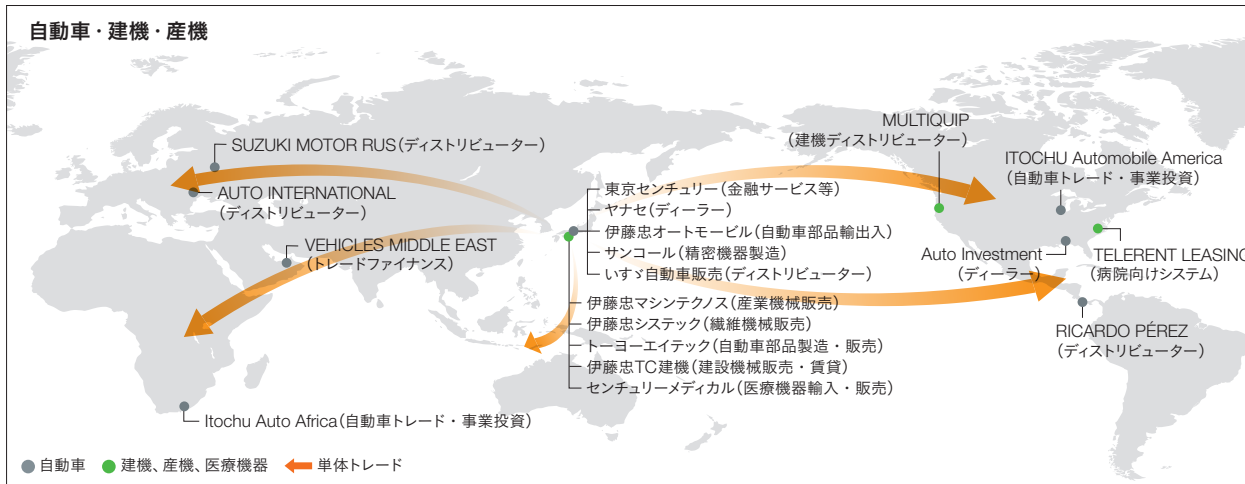 自動車・建機・産機
SUZUKI MOTOR RUS(ディストリビューター)
AUTO INTERNATIONAL
(ディストリビューター)
VEHICLES MIDDLE EAST
(トレードファイナンス)
Itochu Auto Africa(自動車トレード・事業投資)
東京センチュリー(金融サービス等)
ヤナセ(ディーラー)
伊藤忠オートモービル(自動車部品輸出入)
サンコール(精密機器製造)
いすゞ自動車販売(ディストリビューター)
伊藤忠マシンテクノス(産業機械販売)
伊藤忠システック(繊維機械販売)
トーヨーエイテック(自動車部品製造・販売)
伊藤忠TC建機(建設機械販売・賃貸)
センチュリーメディカル(医療機器輸入・販売)
MULTIQUIP
(建機ディストリビューター)
ITOCHU Automobile America
(自動車トレード・事業投資)
Auto Investment
(ディーラー)
TELERENT LEASING
(病院向けシステム)
RICARDO PÉREZ
(ディストリビューター)
自動車
建機、産機、医療機器
単体トレード